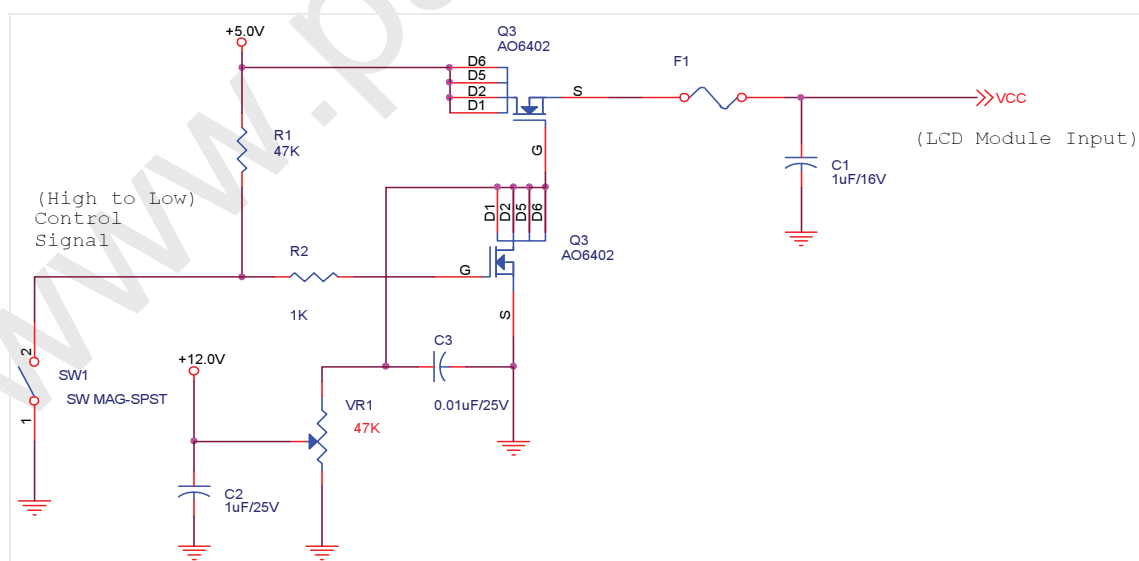 www.p
+5.0V
Q3
AO6402
D6
D5
D2
D1
S
G
F1
VCC
(LCD Module Input)
C1
1uF/16V
R1
47K
(High to Low)
Control
Signal
D1
D2
D5
D6
Q3
AO6402
R2
1K
G
S
2
SW1
SW MAG-SPST
1
+12.0V
C3
0.01uF/25V
VR1
47K
C2
1uF/25V